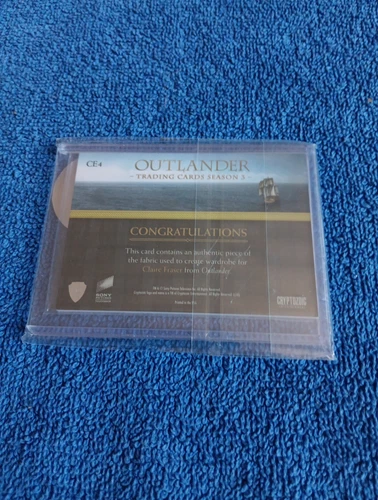 CE4
OUTLANDER
- TRADING CARDS SEASON 3 -
CONGRATULATIONS
This card contains an authentic piece of
the fabric used to create wardrobe for
Claire Fraser from Outlander
SONY
CRYPTOZOIC